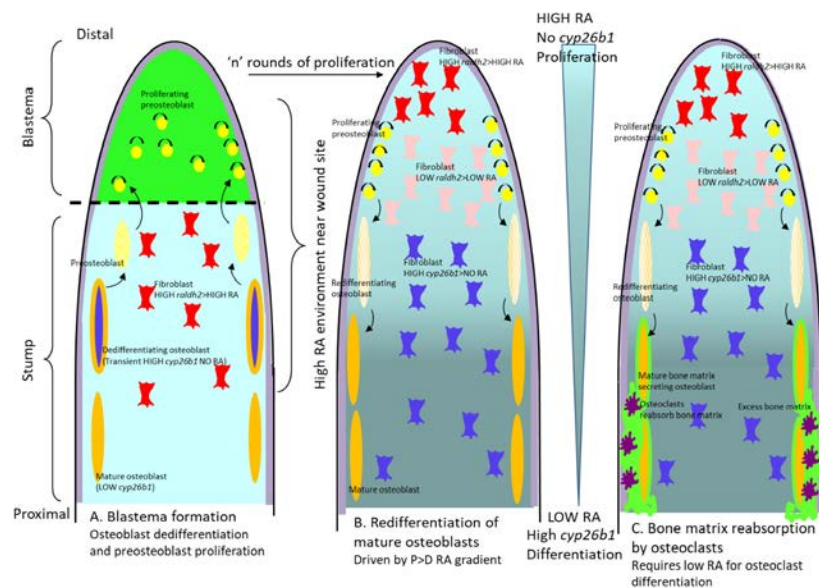 Distal
Blastema
Stump
Proximal
Proliferating
preosteoblast
Preosteoblast
Fibroblast
HIGH raldh2>HIGH RA
Dedifferentiating osteoblast
(Transient HIGH cyp26b1 NO RA)
Mature osteoblast
(LOW cyp26b1)
A. Blastema formation
Osteoblast dedifferentiation
and preosteoblast proliferation
'n' rounds of proliferation
High RA environment near wound site
Fibroblast
HIGH raldh2>HIGH RA
Proliferating
preosteoblast
Fibroblast
LOW raldh2>LOW RA
Fibroblast
HIGH cyp26b1>NO RA
Redifferentiating
osteoblast
Mature osteoblast
B. Redifferentiation of
mature osteoblasts
Driven by P>D RA gradient
HIGH RA
No cyp26b1
Proliferation
LOW RA
High cyp26b1
Differentiation
Fibroblast
HIGH raldh2>HIGH RA
Proliferating
preosteoblast
Fibroblast
LOW raldh2>LOW RA
Fibroblast
HIGH cyp26b1>NO RA
Redifferentiating
osteoblast
Mature bone matrix
secreting osteoblast
Osteoclasts
reabsorb bone matrix
Excess bone matrix
C. Bone matrix reabsorption
by osteoclasts
Requires low RA for osteoclast
differentiation